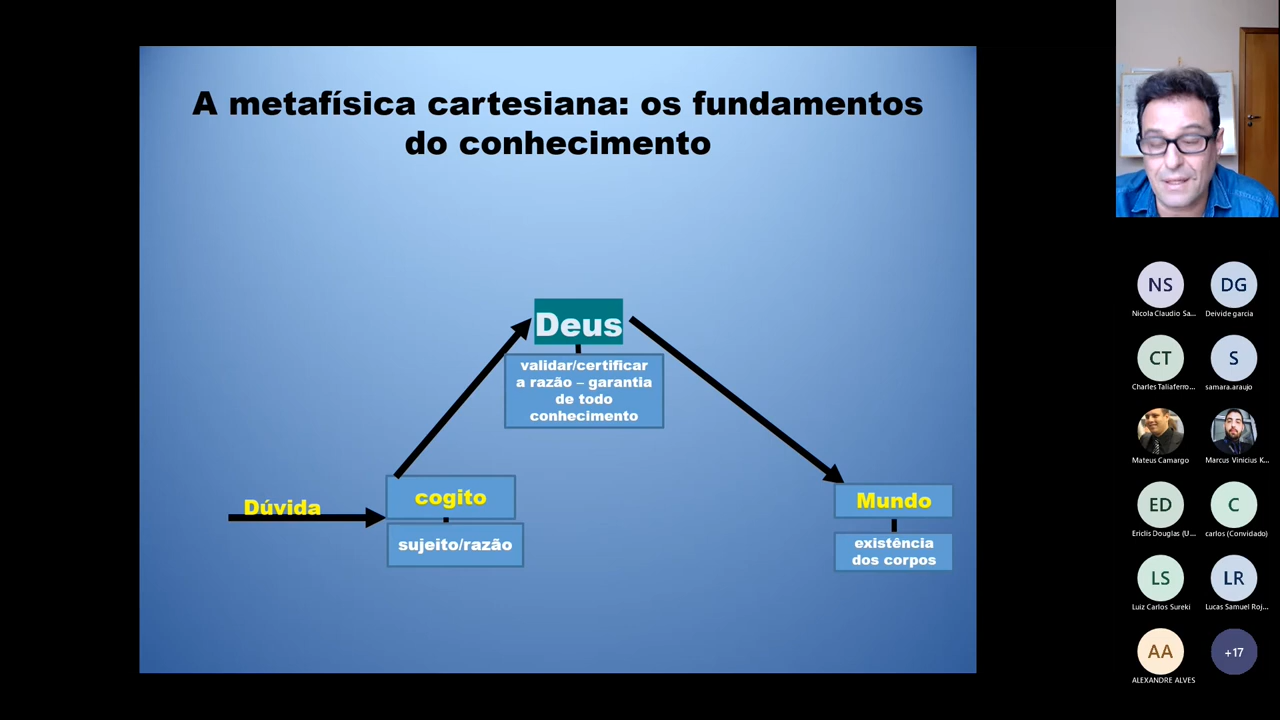 A metafísica cartesiana: os fundamentos
do conhecimento
Deus
validar/certificar
a razão – garantia
de todo
conhecimento
Dúvida
cogito
sujeito/razão
Mundo
existência
dos corpos
NS
Nicola Claudio Sa...
DG
Deivide garcia
CT
Charles Taliaferro...
S
samara.araujo
Mateus Camargo
Marcus Vinicius K...
ED
Ericlis Douglas (U...
C
carlos (Convidado)
LS
Luiz Carlos Sureki
LR
Lucas Samuel Roj...
AA
ALEXANDRE ALVES
+17